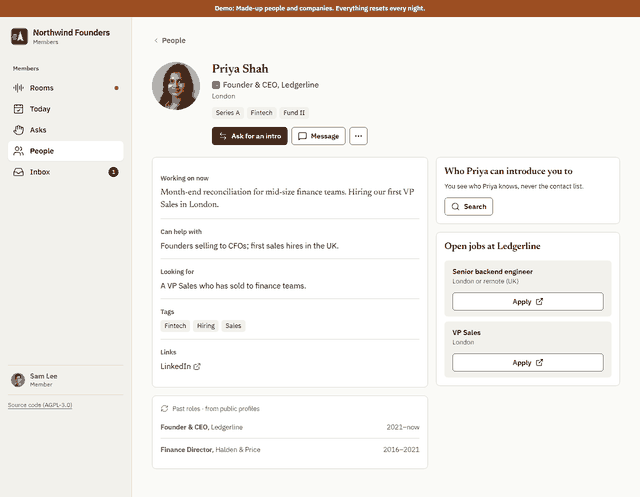 Demo: Made-up people and companies. Everything resets every night.
Northwind Founders
Members
Members
Rooms
Today
Asks
People
Inbox
1
Sam Lee
Member
Source code (AGPL-3.0)
People
Priya Shah
Founder & CEO, Ledgerline
London
Series A
Fintech
Fund II
Ask for an intro
Message
Working on now
Month-end reconciliation for mid-size finance teams. Hiring our first VP
Sales in London.
Can help with
Founders selling to CFOs; first sales hires in the UK.
Looking for
A VP Sales who has sold to finance teams.
Tags
Fintech
Hiring
Sales
Links
LinkedIn
Past roles · from public profiles
Founder & CEO, Ledgerline
2021–now
Finance Director, Halden & Price
2016–2021
Who Priya can introduce you to
You see who Priya knows, never the contact list.
Search
Open jobs at Ledgerline
Senior backend engineer
London or remote (UK)
Apply
VP Sales
London
Apply